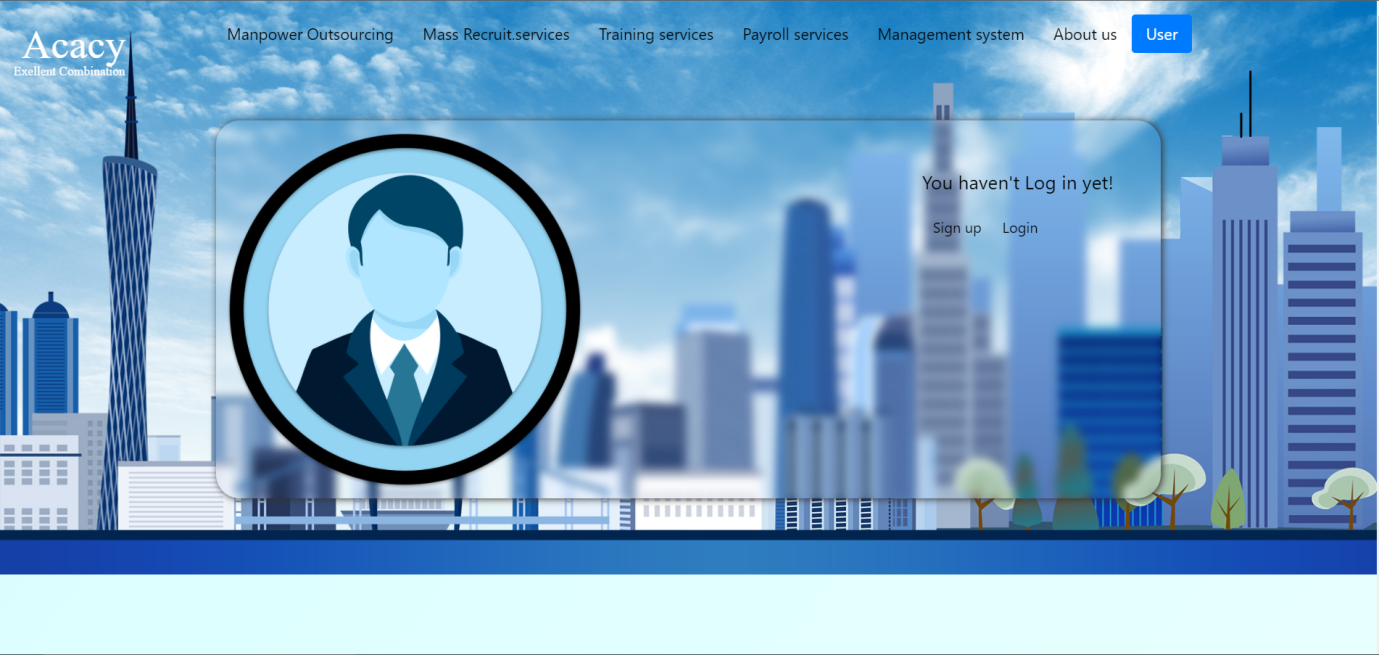 Acacy
Exellent Combination
Manpower Outsourcing Mass Recruit.services Training services Payroll services Management system About us User
You haven't Log in yet!
Sign up Login